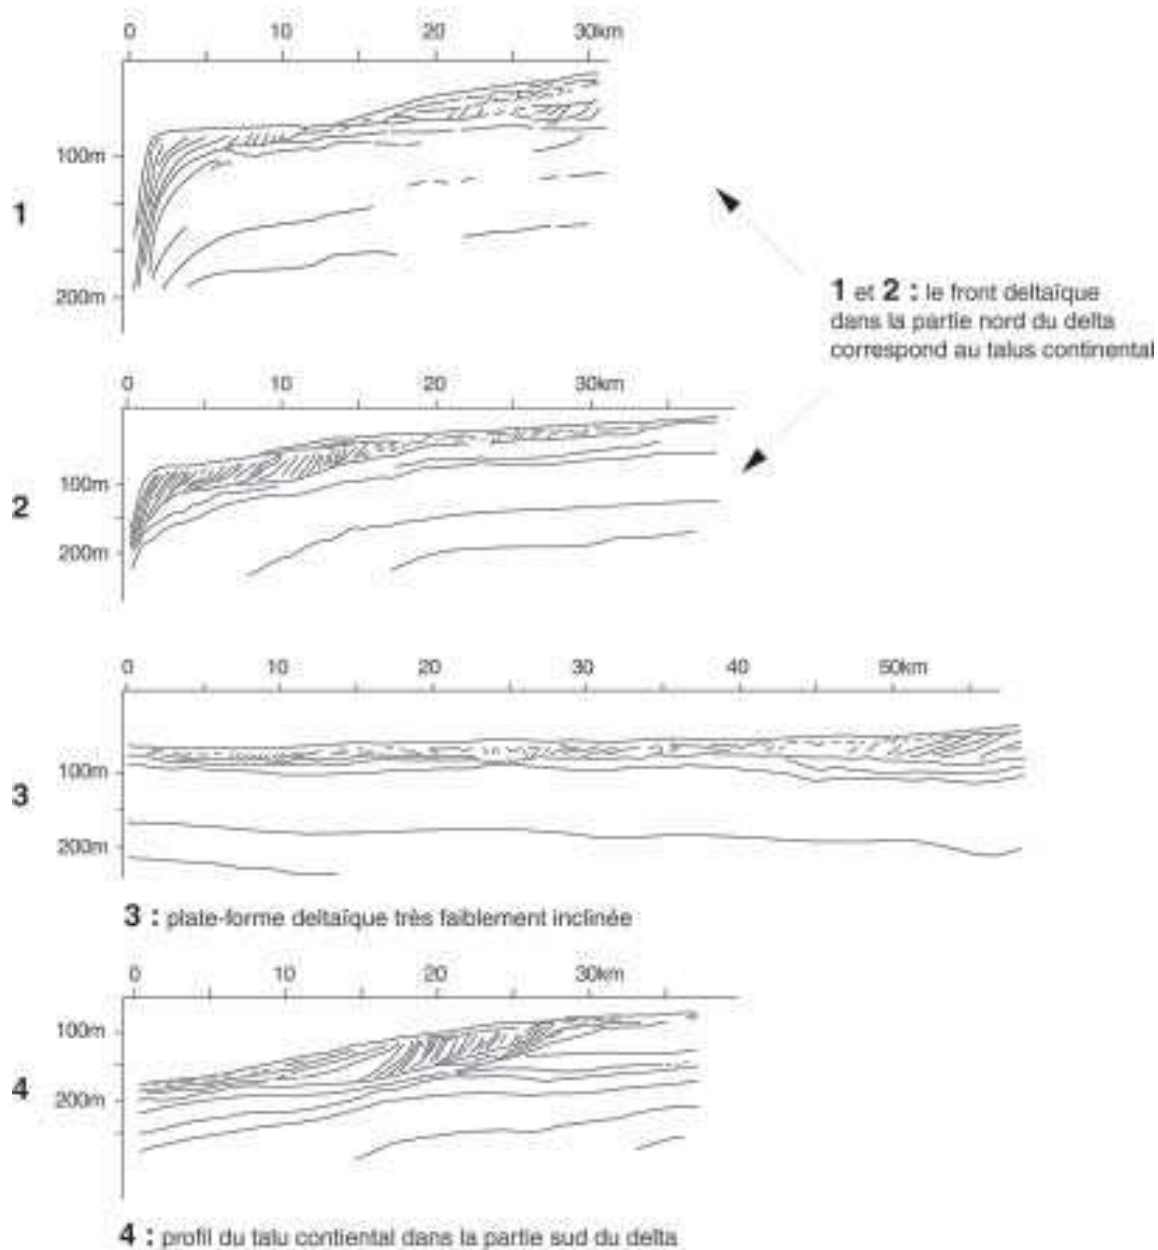 0 10 20 30km
100m
1
200m
1 et 2 : le front deltaïque
dans la partie nord du delta
correspond au talus continental
0 10 20 30km
100m
2
200m
0 10 20 30 40 50km
100m
3
200m
3 : plate-forme deltaïque très faiblement inclinée
0 10 20 30km
100m
4
200m
4 : profil du talu contiental dans la partie sud du delta